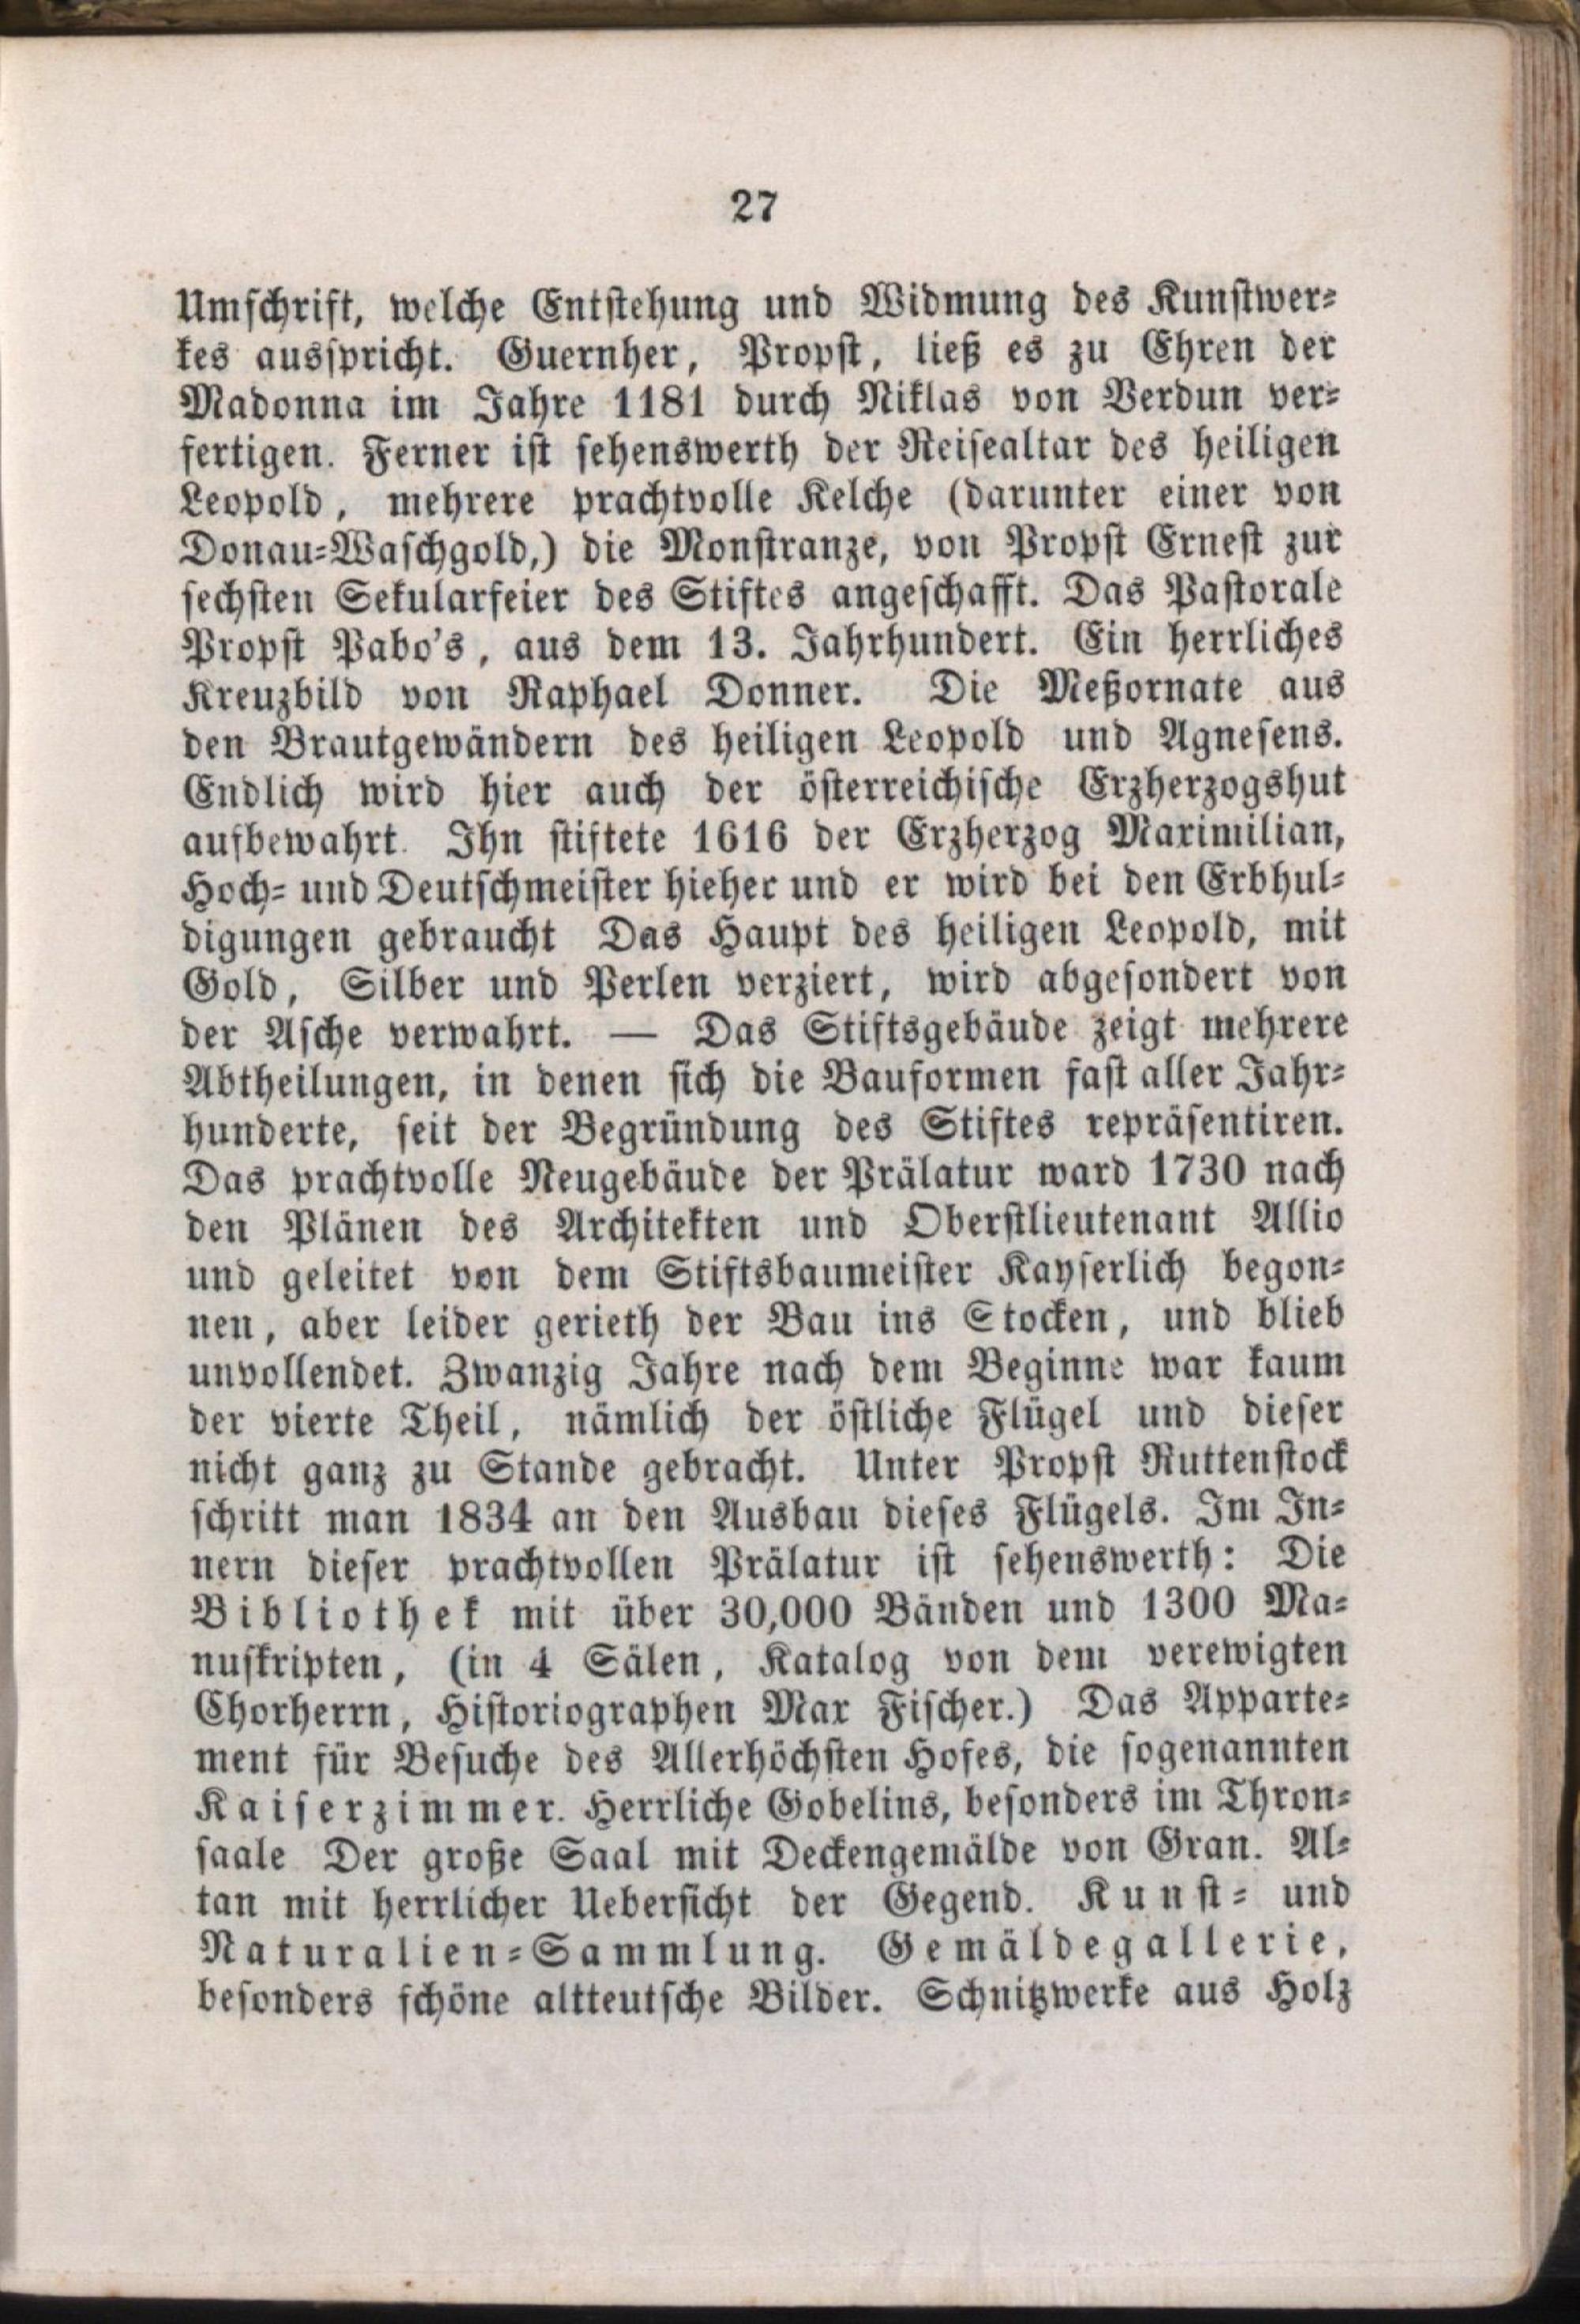 27
Umschrift, welche Entstehung und Widmung des Kunstwer-
kes ausspricht. Guernher, Propst, ließ es zu Ehren der
Madonna im Jahre 1181 durch Niklas von Verdun ver-
fertigen. Ferner ist sehenswerth der Reisealtar des heiligen
Leopold, mehrere prachtvolle Kelche (darunter einer von
Donau-Waschgold,) die Monstranze, von Propst Ernest zur
sechsten Sekularfeier des Stiftes angeschafft. Das Pastorale
Propst Pabo's, aus dem 13. Jahrhundert. Ein herrliches
Kreuzbild von Raphael Donner. Die Meßornate aus
den Brautgewändern des heiligen Leopold und Agnesens.
Endlich wird hier auch der österreichische Erzherzogshut
aufbewahrt. Ihn stiftete 1616 der Erzherzog Maximilian,
Hoch- und Deutschmeister hieher und er wird bei den Erbhul-
digungen gebraucht Das Haupt des heiligen Leopold, mit
Gold, Silber und Perlen verziert, wird abgesondert von
der Asche verwahrt. — Das Stiftsgebäude zeigt mehrere
Abtheilungen, in denen sich die Bauformen fast aller Jahr-
hunderte, seit der Begründung des Stiftes repräsentiren.
Das prachtvolle Neugebäude der Prälatur ward 1730 nach
den Plänen des Architekten und Oberstlieutenant Allio
und geleitet von dem Stiftsbaumeister Kayserlich begon-
nen, aber leider gerieth der Bau ins Stocken, und blieb
unvollendet. Zwanzig Jahre nach dem Beginne war kaum
der vierte Theil, nämlich der östliche Flügel und dieser
nicht ganz zu Stande gebracht. Unter Propst Ruttenstock
schritt man 1834 an den Ausbau dieses Flügels. Im In-
nern dieser prachtvollen Prälatur ist sehenswerth: Die
Bibliothek mit über 30,000 Bänden und 1300 Ma-
nuskripten, (in 4 Sälen, Katalog von dem verewigten
Chorherrn, Historiographen Max Fischer.) Das Apparte-
ment für Besuche des Allerhöchsten Hofes, die sogenannten
Kaiserzimmer. Herrliche Gobelins, besonders im Thron-
saale Der große Saal mit Deckengemälde von Gran. Al-
tan mit herrlicher Uebersicht der Gegend. Kunst- und
Naturalien-Sammlung. Gemäldegallerie,
besonders schöne altteutsche Bilder. Schnitzwerke aus Holz